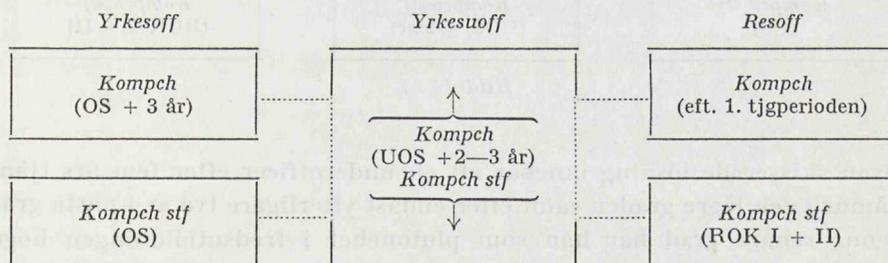 Yrkesoff Yrkesuoff Resoff
Kompch
(OS + 3 år)
Kompch stf
(OS)
Kompch
(UOS +2—3 år)
Kompch stf
Kompch
(eft. 1. tjgperioden)
Kompch stf
(ROK I + II)